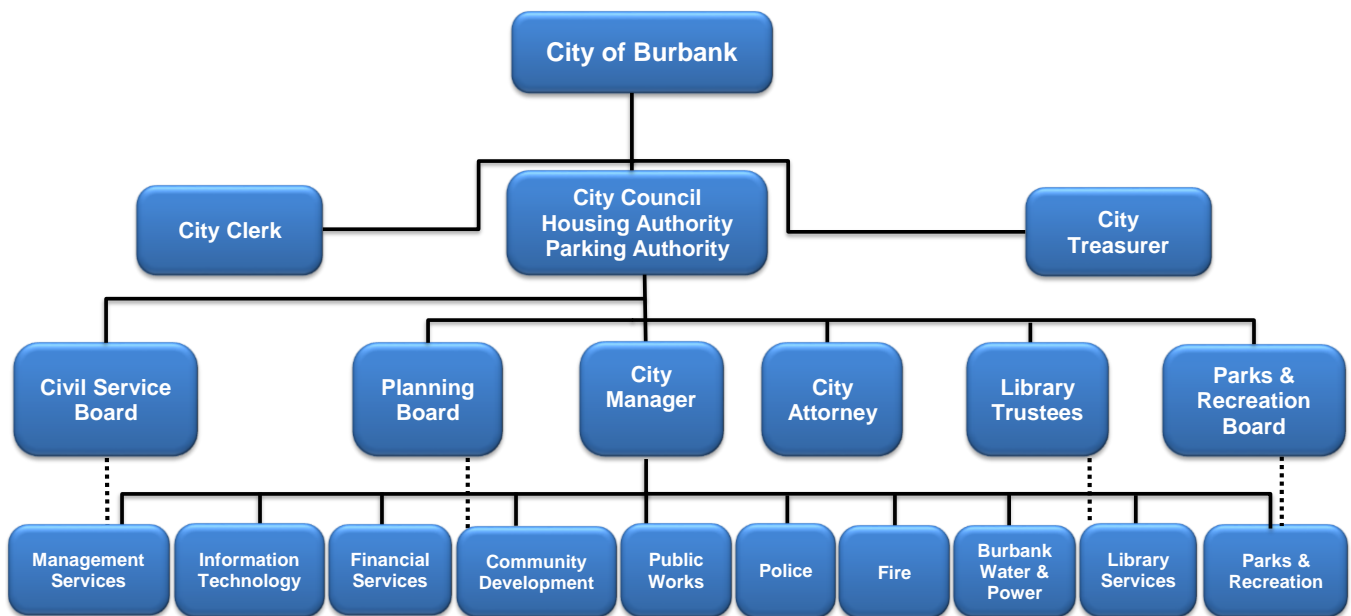 City of Burbank
City Clerk
City Council
Housing Authority
Parking Authority
City
Treasurer
Civil Service
Board
Planning
Board
City
Manager
City
Attorney
Library
Trustees
Parks &
Recreation
Board
Management
Services
Information
Technology
Financial
Services
Community
Development
Public
Works
Police
Fire
Burbank
Water &
Power
Library
Services
Parks &
Recreation